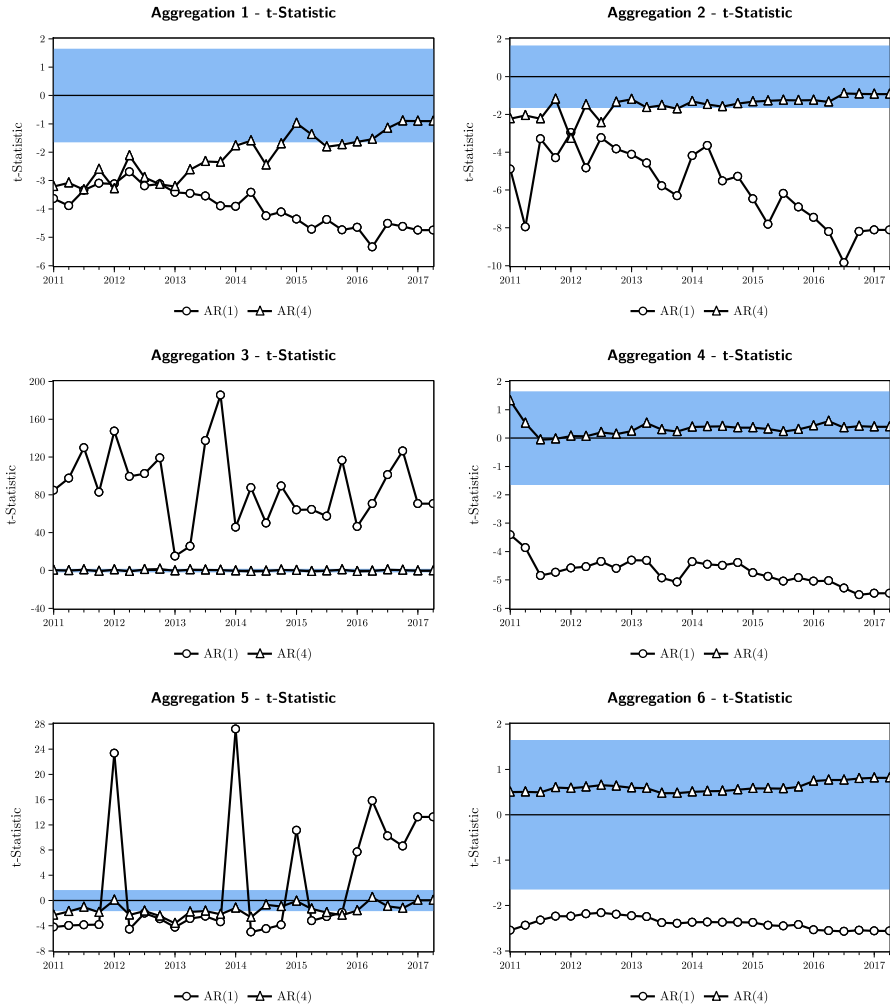 Aggregation 1 - t-Statistic
t-Statistic
2
1
0
-1
-2
-3
-4
-5
-6
2011 2012 2013 2014 2015 2016 2017
AR(1) AR(4)
Aggregation 2 - t-Statistic
t-Statistic
2
0
-2
-4
-6
-8
-10
2011 2012 2013 2014 2015 2016 2017
AR(1) AR(4)
Aggregation 3 - t-Statistic
t-Statistic
200
160
120
80
40
0
-40
2011 2012 2013 2014 2015 2016 2017
AR(1) AR(4)
Aggregation 4 - t-Statistic
t-Statistic
2
1
0
-1
-2
-3
-4
-5
-6
2011 2012 2013 2014 2015 2016 2017
AR(1) AR(4)
Aggregation 5 - t-Statistic
t-Statistic
28
24
20
16
12
8
4
0
-4
-8
2011 2012 2013 2014 2015 2016 2017
AR(1) AR(4)
Aggregation 6 - t-Statistic
t-Statistic
2
1
0
-1
-2
-3
2011 2012 2013 2014 2015 2016 2017
AR(1) AR(4)